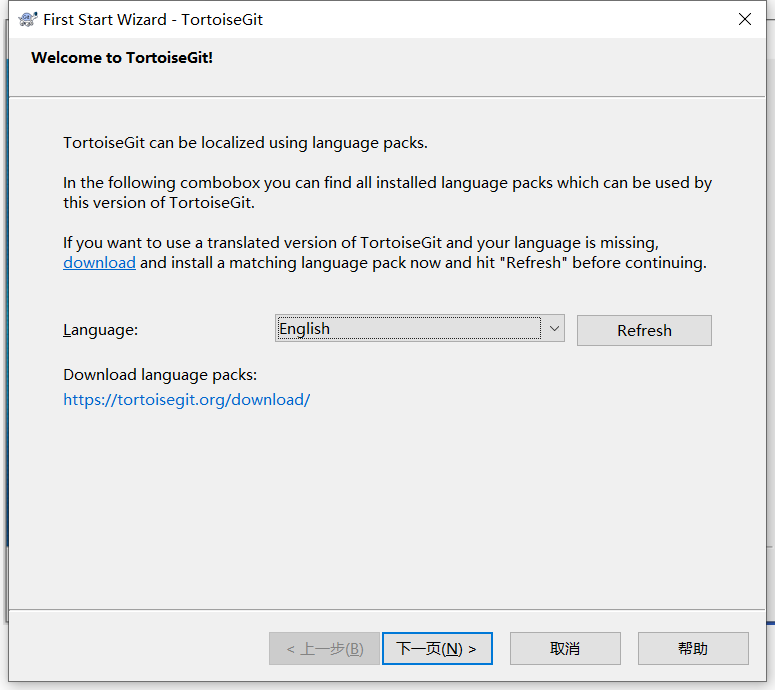 First Start Wizard - TortoiseGit
Welcome to TortoiseGit!
TortoiseGit can be localized using language packs.
In the following combobox you can find all installed language packs which can be used by
this version of TortoiseGit.
If you want to use a translated version of TortoiseGit and your language is missing,
download and install a matching language pack now and hit "Refresh" before continuing.
Language: English Refresh
Download language packs:
https://tortoisegit.org/download/
< 上一步(B) 下一页(N) > 取消 帮助